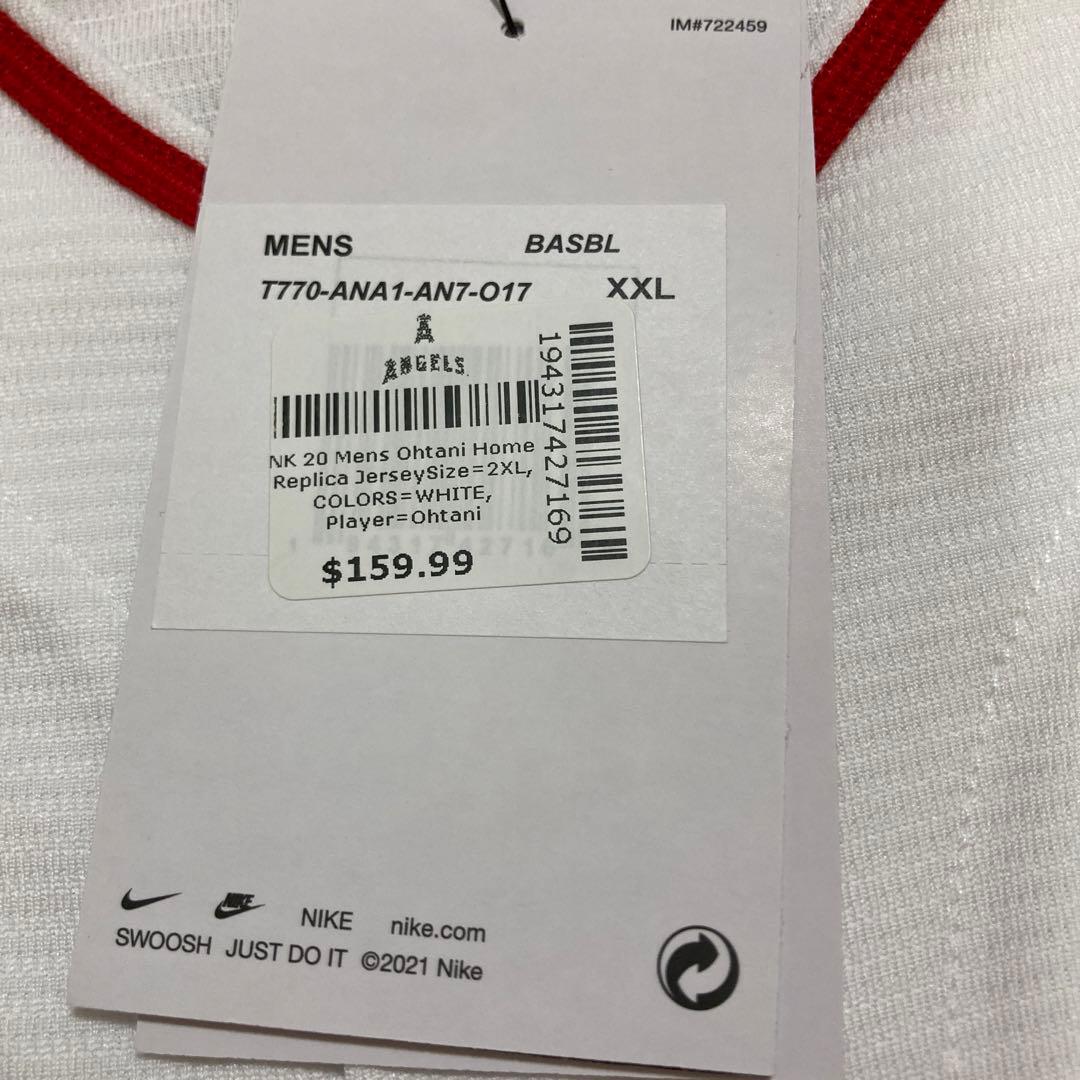 IM#722459
MENS BASBL
T770-ANA1-AN7-O17 XXL
A
ANGELS
194317427169
NK 20 Mens Ohtani Home
Replica JerseySize=2XL,
COLORS=WHITE,
Player=Ohtani
$159.99
NIKE NIKE nike.com
SWOOSH JUST DO IT ©2021 Nike